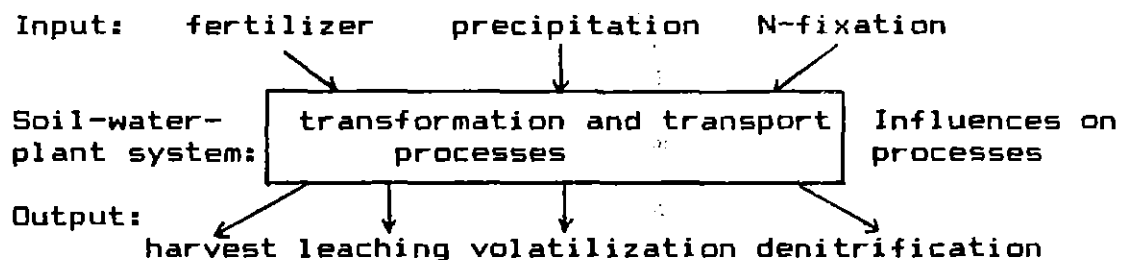 Input: fertilizer precipitation N-fixation
Soil-water- transformation and transport Influences on
plant system: processes processes
Output:
harvest leaching volatilization denitrification